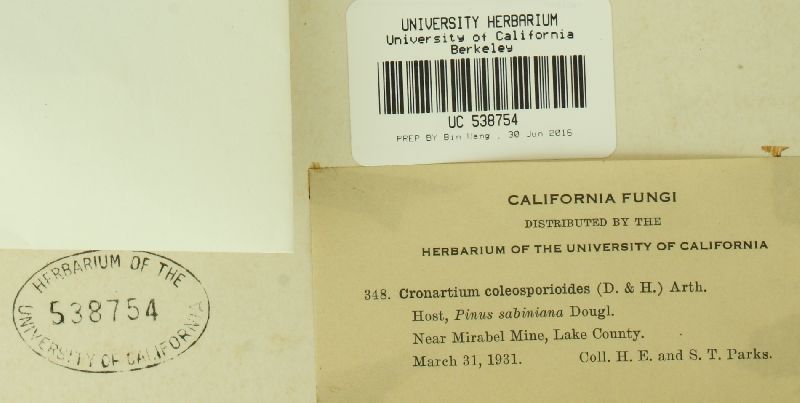 UNIVERSITY HERBARIUM
University of California
Berkeley
UC 538754
PREP BY Bin Wang . 30 Jun 2016
CALIFORNIA FUNGI
DISTRIBUTED BY THE
HERBARIUM OF THE UNIVERSITY OF CALIFORNIA
348. Cronartium coleosporioides (D. & H.) Arth.
Host, Pinus sabiniana Dougl.
Near Mirabel Mine, Lake County.
March 31, 1931. Coll. H. E. and S. T. Parks.
HERBARIUM OF THE
538754
UNIVERSITY OF CALIFORNIA